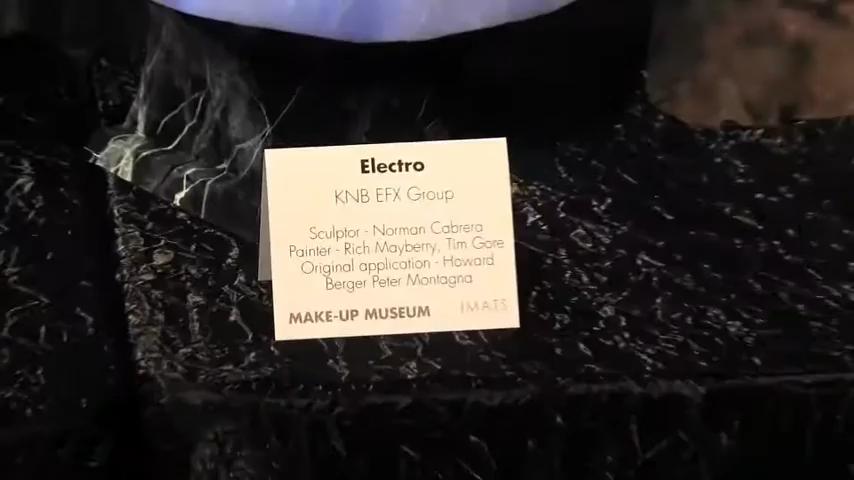 Electro
KNB EFX Group
Sculptor - Norman Cabrera
Painter - Rich Mayberry, Tim Gore
Original application - Howard
Berger Peter Montagna
MAKE-UP MUSEUM IMATS